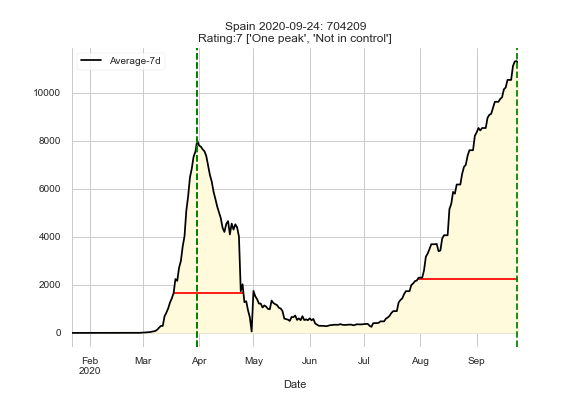 Spain 2020-09-24: 704209
Rating:7 ['One peak', 'Not in control']
Average-7d
10000
8000
6000
4000
2000
0
Feb Mar Apr May Jun Jul Aug Sep
2020
Date